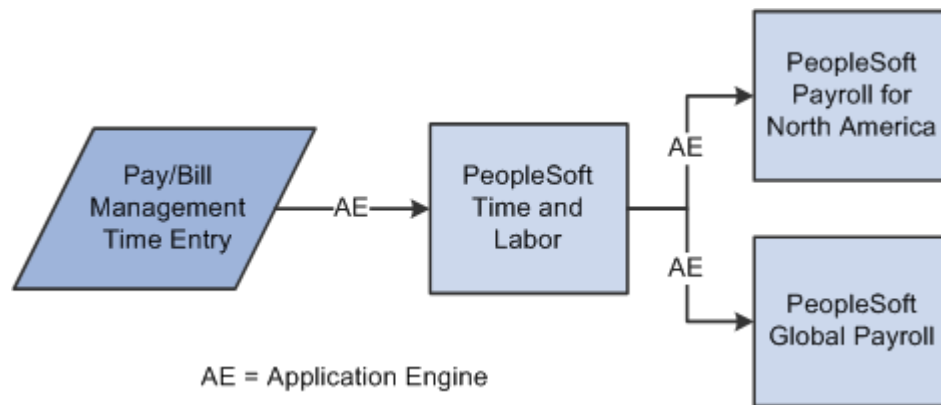 Pay/Bill
Management
Time Entry
AE
PeopleSoft
Time and
Labor
AE
PeopleSoft
Payroll for
North America
AE
PeopleSoft
Global Payroll
AE = Application Engine